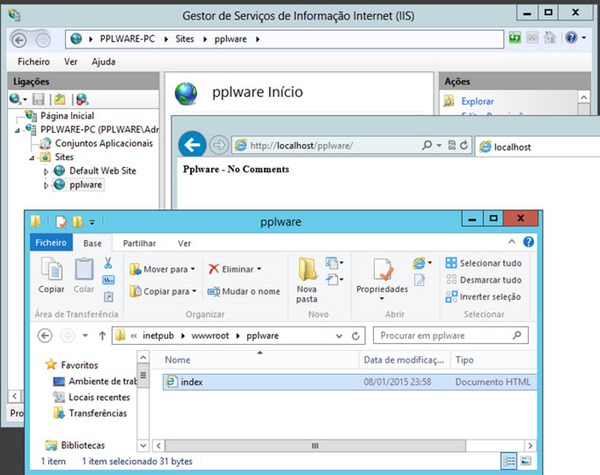 Gestor de Serviços de Informação Internet (IIS)
PPLWARE-PC Sites pplware
Ficheiro Ver Ajuda
Ligações
Página Inicial
PPLWARE-PC (PPLWARE\Adr
Conjuntos Aplicacionais
Sites
Default Web Site
pplware
pplware Início
Ações
Explorar
http://localhost/pplware/
localhost
Pplware - No Comments
pplware
Ficheiro Base Partilhar Ver
Copiar
Colar
Área de Transferência
Mover para
Copiar para
Eliminar
Mudar o nome
Organizar
Nova pasta
Novo
Propriedades
Abrir
Selecionar tudo
Desmarcar tudo
Inverter seleção
Selecionar
« inetpub wwwroot pplware
Procurar em pplware
Favoritos
Ambiente de trab
Locais recentes
Transferências
Bibliotecas
Nome Data de modificaç... Tipo
index 08/01/2015 23:58 Documento HTML
Pro
1 item 1 item selecionado 31 bytes